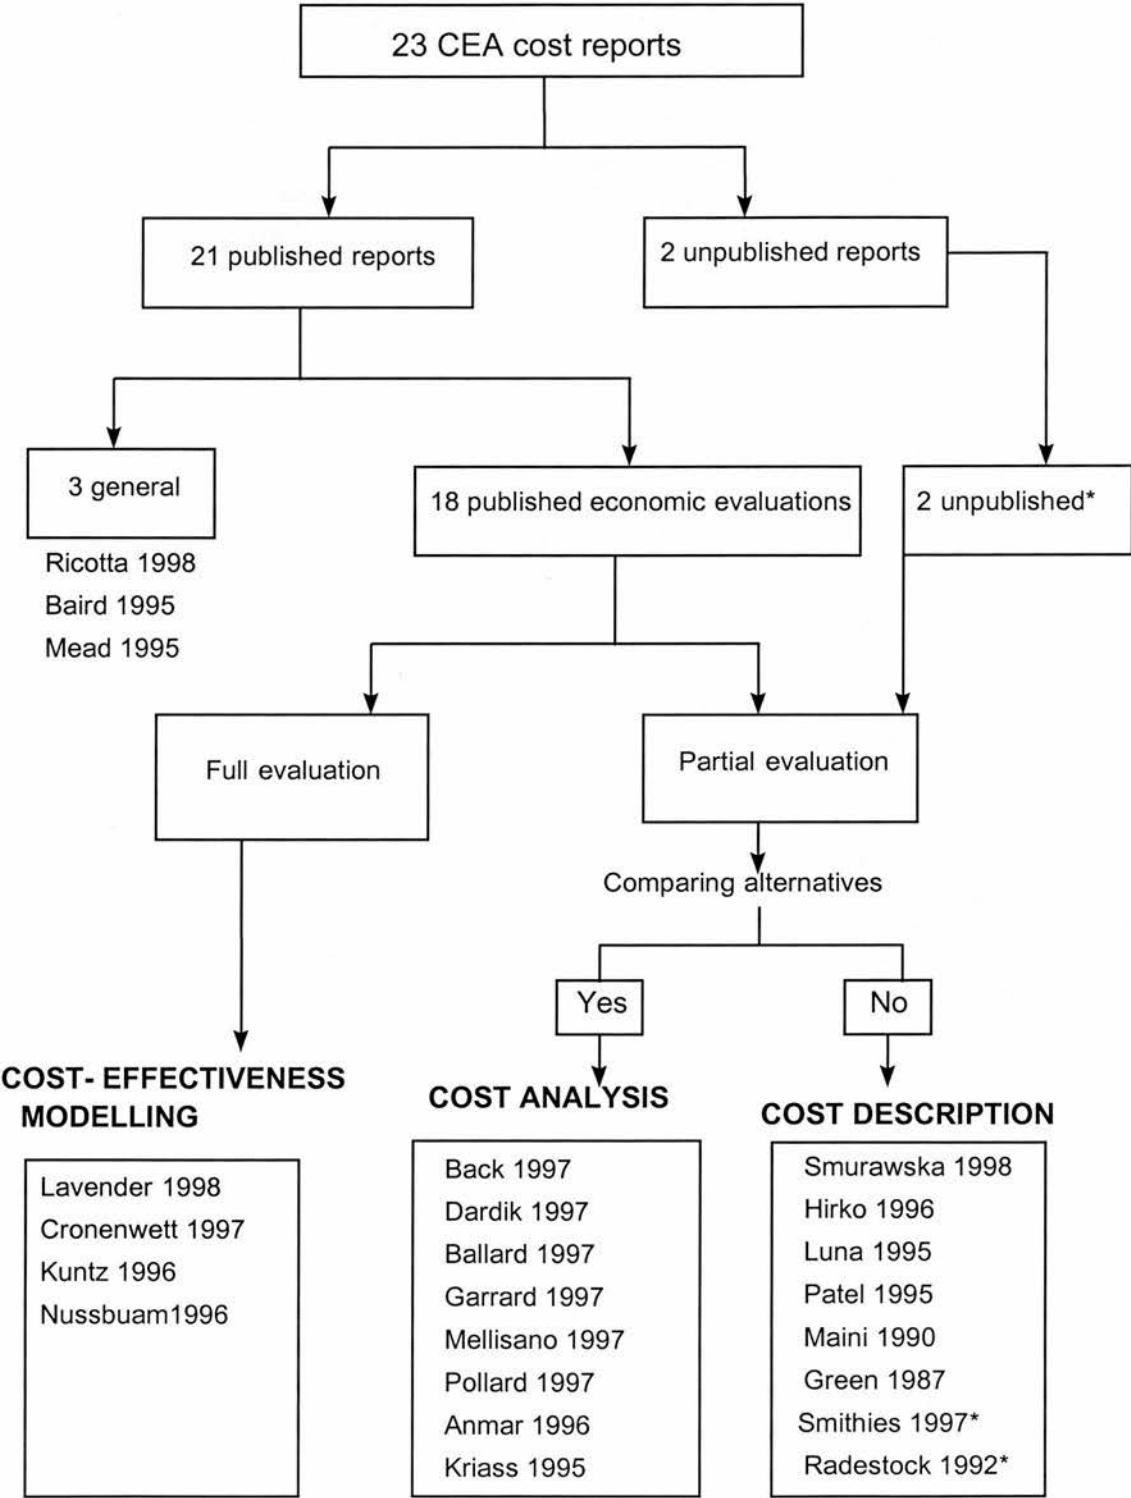 23 CEA cost reports
21 published reports
2 unpublished reports
3 general
Ricotta 1998
Baird 1995
Mead 1995
18 published economic evaluations
2 unpublished*
Full evaluation
Partial evaluation
Comparing alternatives
Yes
No
COST- EFFECTIVENESS
MODELLING
Lavender 1998
Cronenwett 1997
Kuntz 1996
Nussbuam1996
COST ANALYSIS
Back 1997
Dardik 1997
Ballard 1997
Garrard 1997
Mellisano 1997
Pollard 1997
Anmar 1996
Kriass 1995
COST DESCRIPTION
Smurawska 1998
Hirko 1996
Luna 1995
Patel 1995
Maini 1990
Green 1987
Smithies 1997*
Radestock 1992*